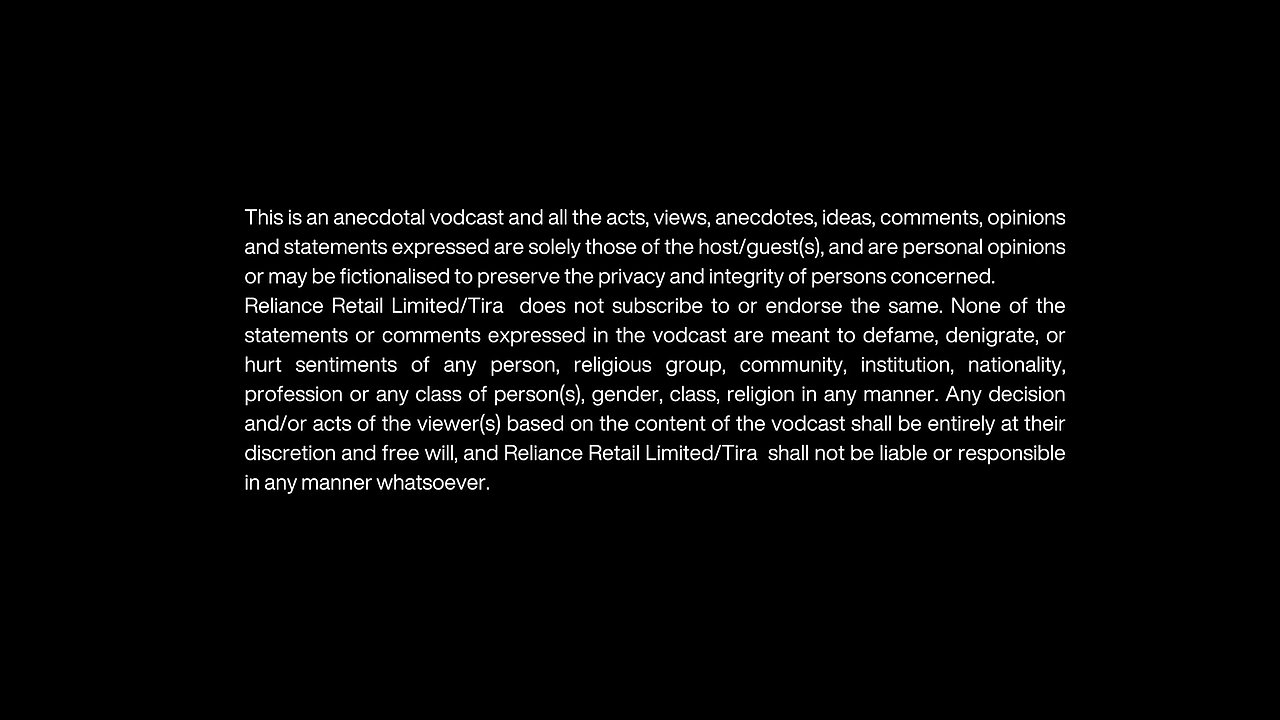 This is an anecdotal vodcast and all the acts, views, anecdotes, ideas, comments, opinions
and statements expressed are solely those of the host/guest(s), and are personal opinions
or may be fictionalised to preserve the privacy and integrity of persons concerned.
Reliance Retail Limited/Tira  does not subscribe to or endorse the same. None of the
statements or comments expressed in the vodcast are meant to defame, denigrate, or
hurt sentiments of any person, religious group, community, institution, nationality,
profession or any class of person(s), gender, class, religion in any manner. Any decision
and/or acts of the viewer(s) based on the content of the vodcast shall be entirely at their
discretion and free will, and Reliance Retail Limited/Tira  shall not be liable or responsible
in any manner whatsoever.